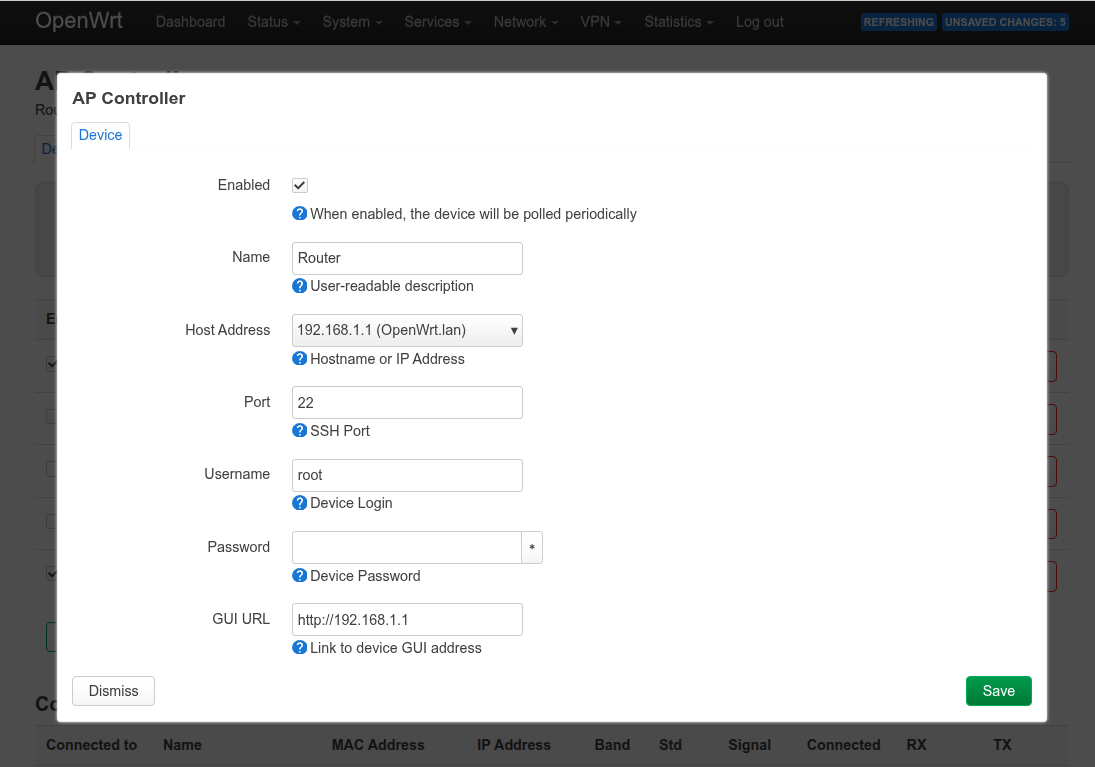 OpenWrt Dashboard Status System Services Network VPN Statistics Log out REFRESHING UNSAVED CHANGES: 5
AP Controller
Device
Enabled
When enabled, the device will be polled periodically
Name Router
User-readable description
Host Address 192.168.1.1 (OpenWrt.lan)
Hostname or IP Address
Port 22
SSH Port
Username root
Device Login
Password *
Device Password
GUI URL http://192.168.1.1
Link to device GUI address
Dismiss Save
Connected to Name MAC Address IP Address Band Std Signal Connected RX TX